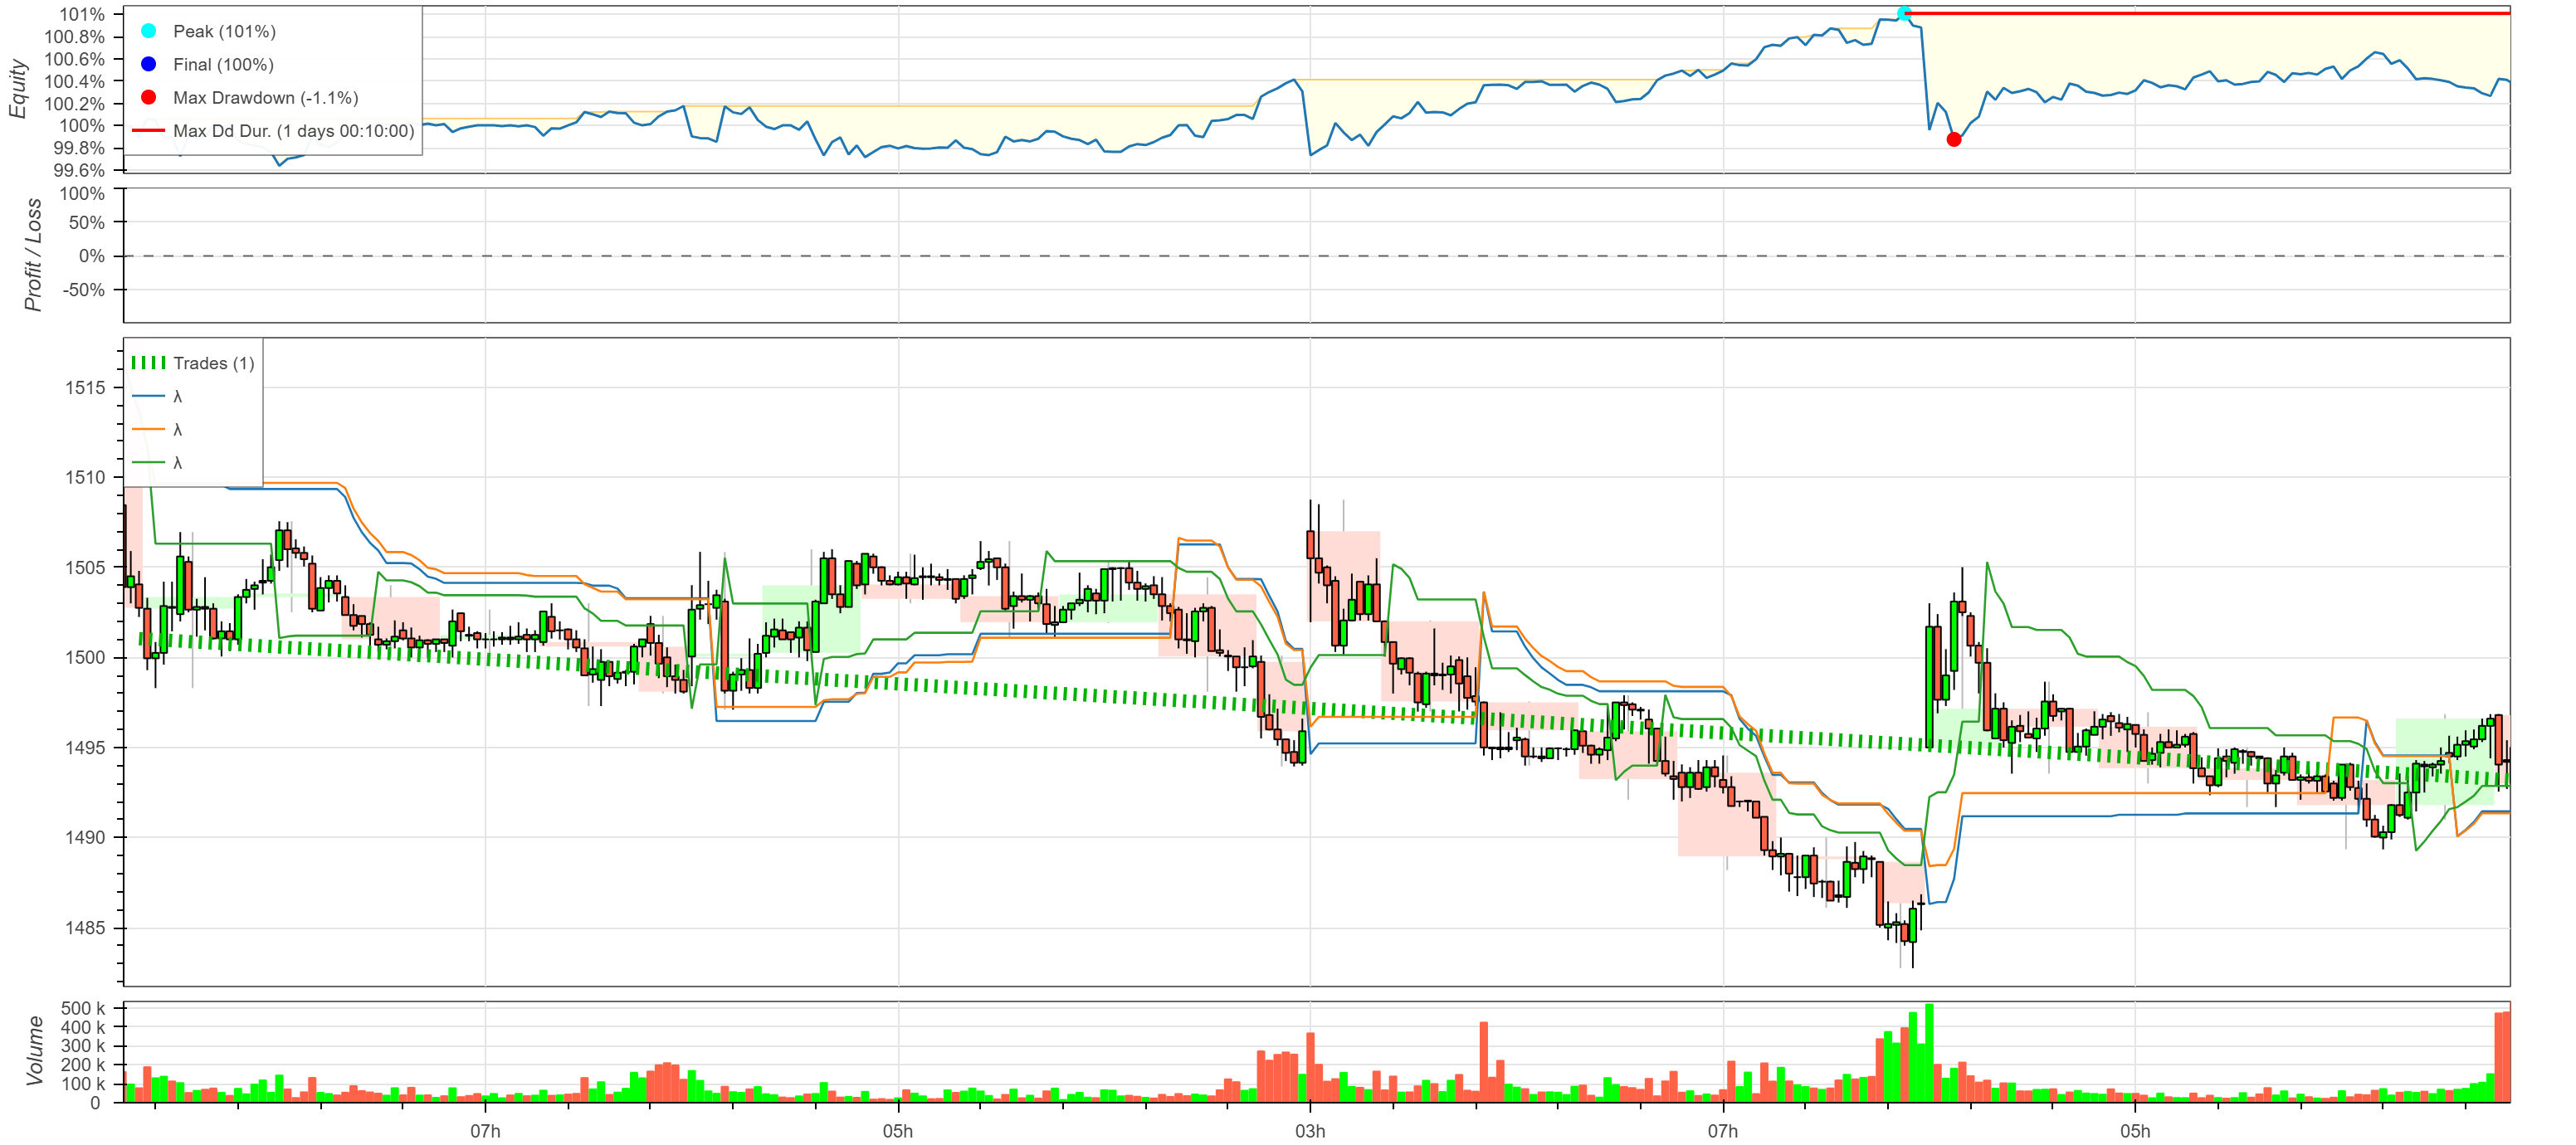 Equity
101%
100.8%
100.6%
100.4%
100.2%
100%
99.8%
99.6%
Peak (101%)
Final (100%)
Max Drawdown (-1.1%)
Max Dd Dur. (1 days 00:10:00)
Profit / Loss
100%
50%
0%
-50%
1515
1510
1505
1500
1495
1490
1485
Trades (1)
λ
λ
λ
Volume
500 k
400 k
300 k
200 k
100 k
0
07h
05h
03h
07h
05h